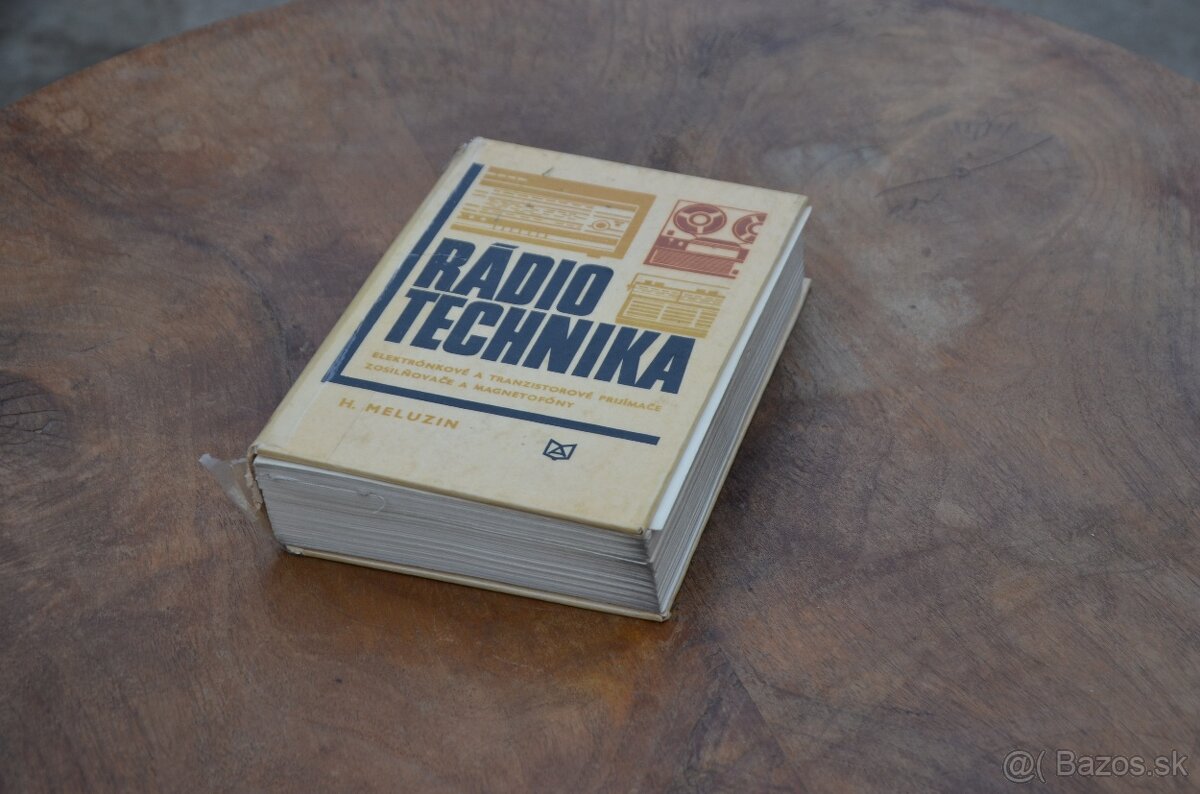 RÁDIO
TECHNIKA
ELEKTRÓNKOVÉ A TRANZISTOROVÉ PRIJÍMAČE
ZOSILŇOVAČE A MAGNETOFÓNY
H. MELUZIN
@( Bazos.sk